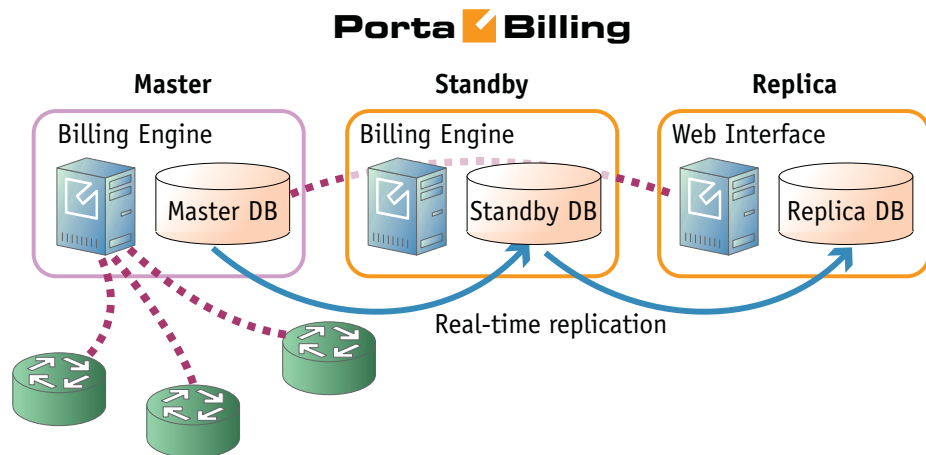 Porta Billing
Master
Standby
Replica
Billing Engine
Billing Engine
Web Interface
Master DB
Standby DB
Replica DB
Real-time replication